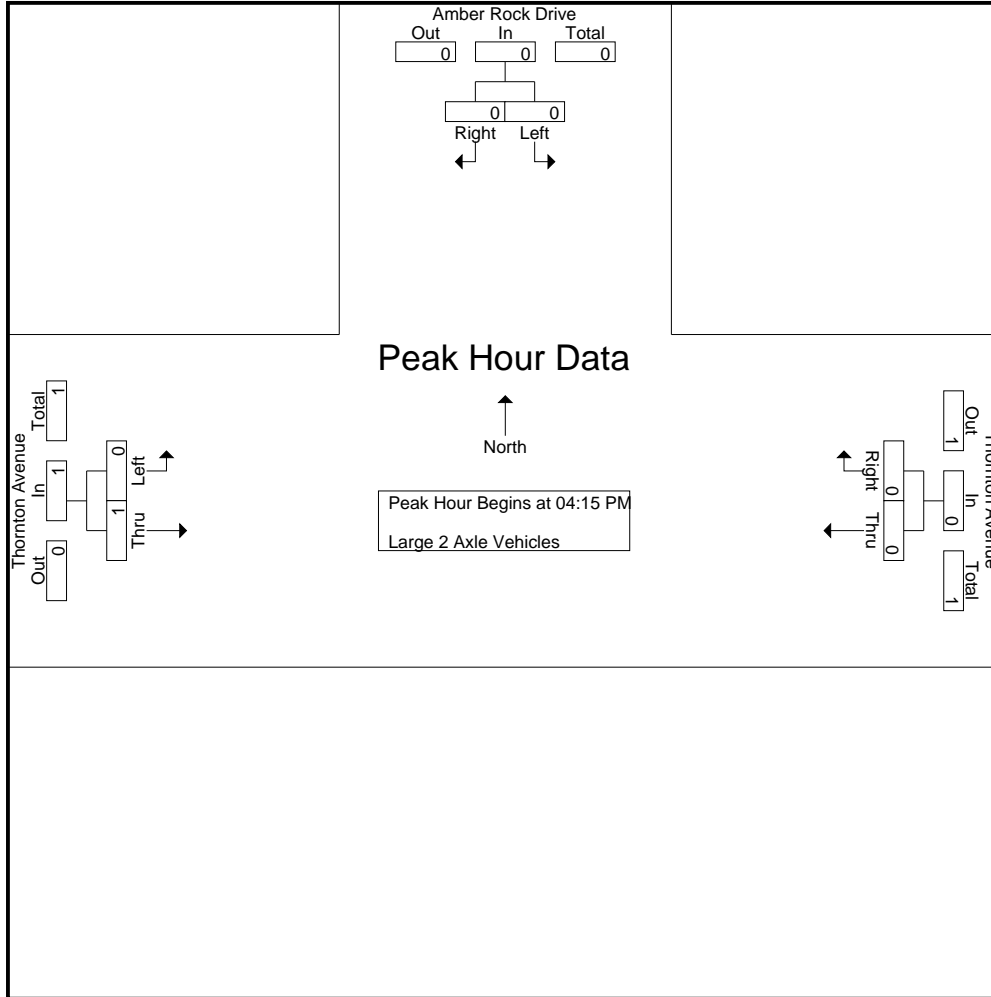 Amber Rock Drive
Out In Total
0 0 0
0 0
Right Left
Peak Hour Data
North
Peak Hour Begins at 04:15 PM
Large 2 Axle Vehicles
Thornton Avenue
Out In Total
0 1 1
Thru Left
1 0
Thornton Avenue
Out In Total
1 0 1
Right Thru
0 0